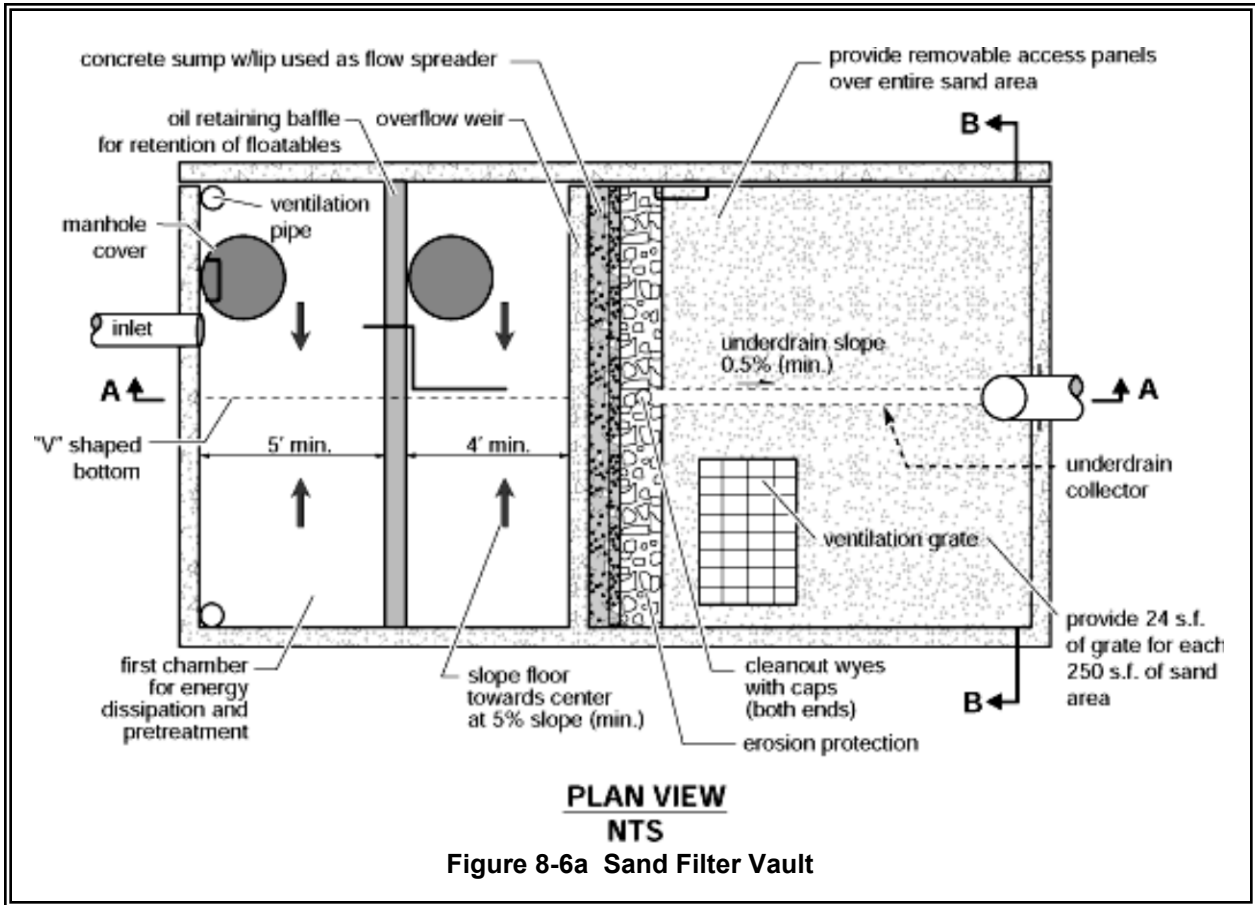 concrete sump w/lip used as flow spreader
provide removable access panels
over entire sand area
oil retaining baffle
for retention of floatables
overflow weir
B
ventilation
pipe
manhole
cover
inlet
underdrain slope
0.5% (min.)
A
A
"V" shaped
bottom
5' min.
4' min.
underdrain
collector
ventilation grate
provide 24 s.f.
of grate for each
250 s.f. of sand
area
first chamber
for energy
dissipation and
pretreatment
slope floor
towards center
at 5% slope (min.)
cleanout wyes
with caps
(both ends)
B
erosion protection
PLAN VIEW
NTS
Figure 8-6a Sand Filter Vault